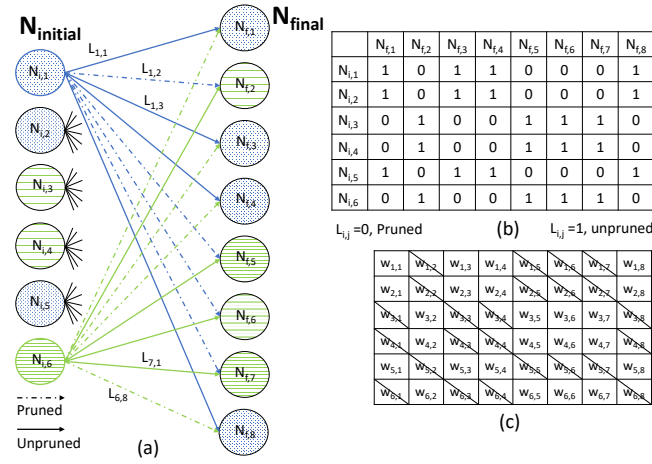 N_initial
N_final
N_i,1
N_i,2
N_i,3
N_i,4
N_i,5
N_i,6
L_1,1
L_1,2
L_1,3
L_7,1
L_6,8
N_f,1
N_f,2
N_f,3
N_f,4
N_f,5
N_f,6
N_f,7
N_f,8
Pruned
Unpruned
(a)
N_f,1 N_f,2 N_f,3 N_f,4 N_f,5 N_f,6 N_f,7 N_f,8
N_i,1 1 0 1 1 0 0 0 1
N_i,2 1 0 1 1 0 0 0 1
N_i,3 0 1 0 0 1 1 1 0
N_i,4 0 1 0 0 1 1 1 0
N_i,5 1 0 1 1 0 0 0 1
N_i,6 0 1 0 0 1 1 1 0
L_i,j =0, Pruned L_i,j =1, unpruned
(b)
w_1,1 w_1,2 w_1,3 w_1,4 w_1,5 w_1,6 w_1,7 w_1,8
w_2,1 w_2,2 w_2,3 w_2,4 w_2,5 w_2,6 w_2,7 w_2,8
w_3,1 w_3,2 w_3,3 w_3,4 w_3,5 w_3,6 w_3,7 w_3,8
w_4,1 w_4,2 w_4,3 w_4,4 w_4,5 w_4,6 w_4,7 w_4,8
w_5,1 w_5,2 w_5,3 w_5,4 w_5,5 w_5,6 w_5,7 w_5,8
w_6,1 w_6,2 w_6,3 w_6,4 w_6,5 w_6,6 w_6,7 w_6,8
(c)